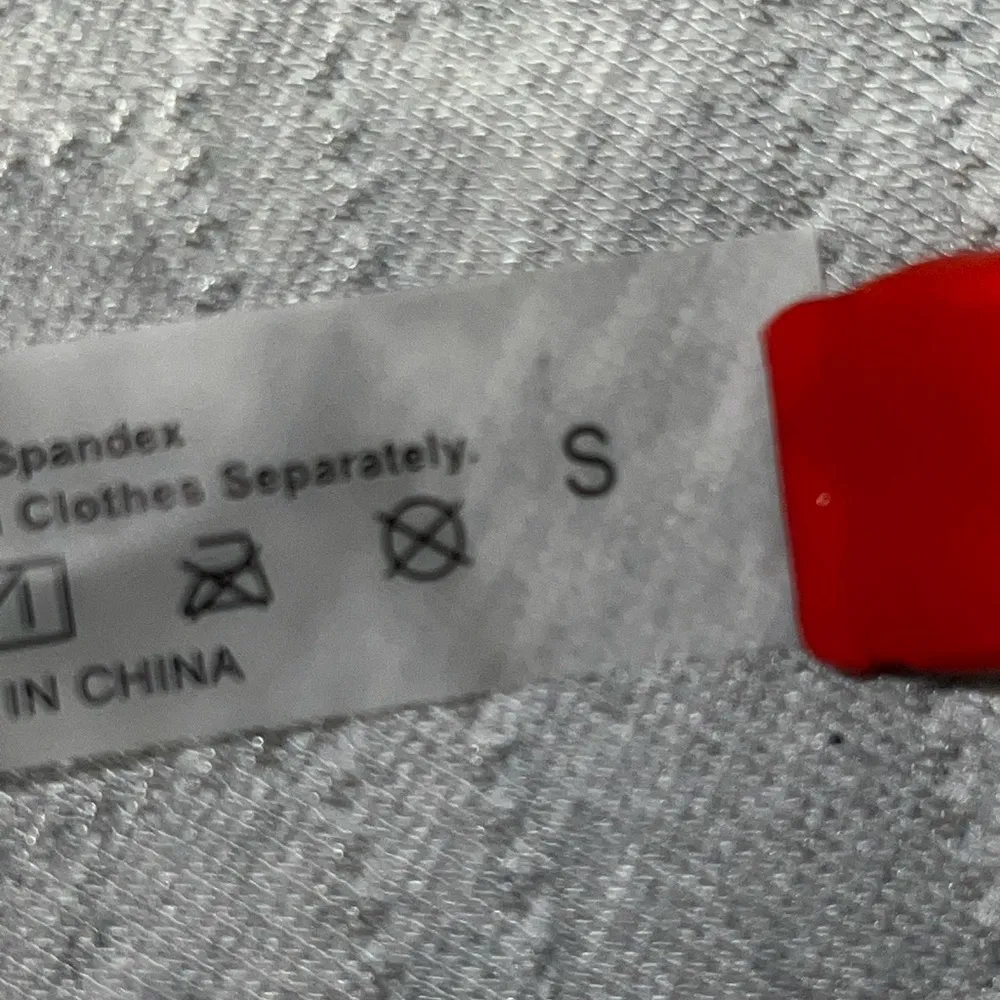 Spandex
Clothes Separately.
S
IN CHINA